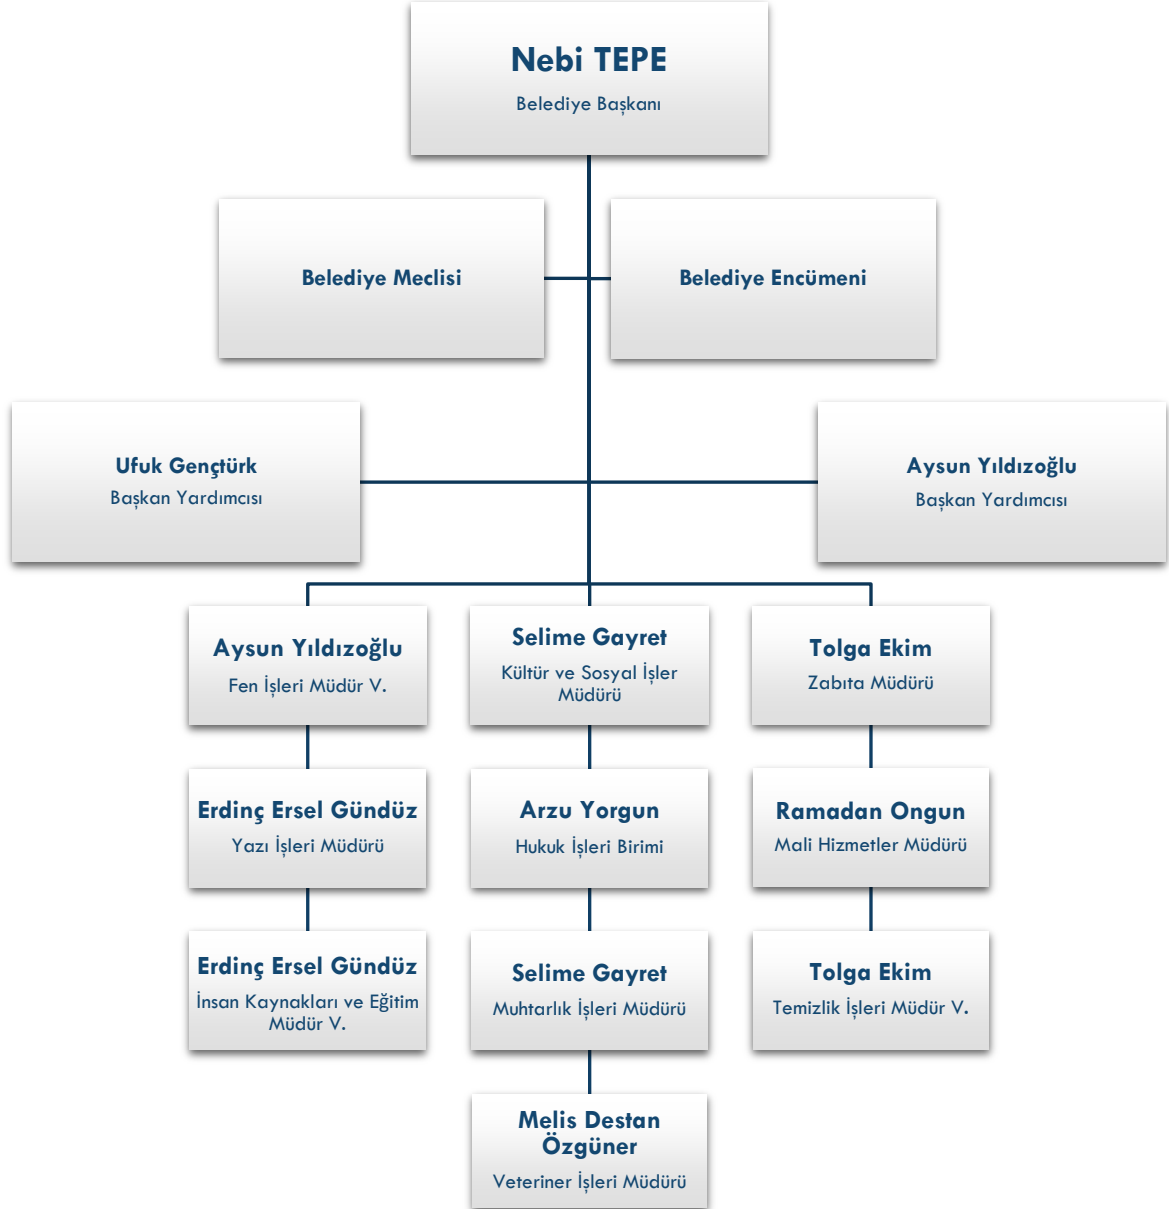 Nebi TEPE
Belediye Başkanı
Belediye Meclisi
Belediye Encümeni
Ufuk Gençtürk
Başkan Yardımcısı
Aysun Yıldızoğlu
Başkan Yardımcısı
Aysun Yıldızoğlu
Fen İşleri Müdür V.
Selime Gayret
Kültür ve Sosyal İşler
Müdürü
Tolga Ekim
Zabıta Müdürü
Erdinç Ersel Gündüz
Yazı İşleri Müdürü
Arzu Yorgun
Hukuk İşleri Birimi
Ramadan Ongun
Mali Hizmetler Müdürü
Erdinç Ersel Gündüz
İnsan Kaynakları ve Eğitim
Müdür V.
Selime Gayret
Muhtarlık İşleri Müdürü
Tolga Ekim
Temizlik İşleri Müdür V.
Melis Destan
Özgüner
Veteriner İşleri Müdürü